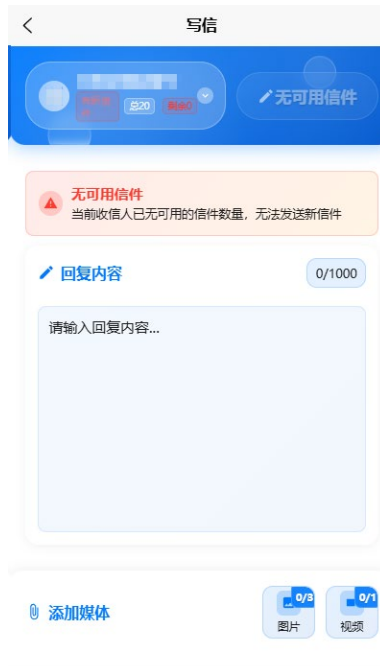 写信
总20
剩余0
无可用信件
无可用信件
当前收信人已无可用的信件数量，无法发送新信件
回复内容
0/1000
请输入回复内容...
添加媒体
0/3
图片
0/1
视频